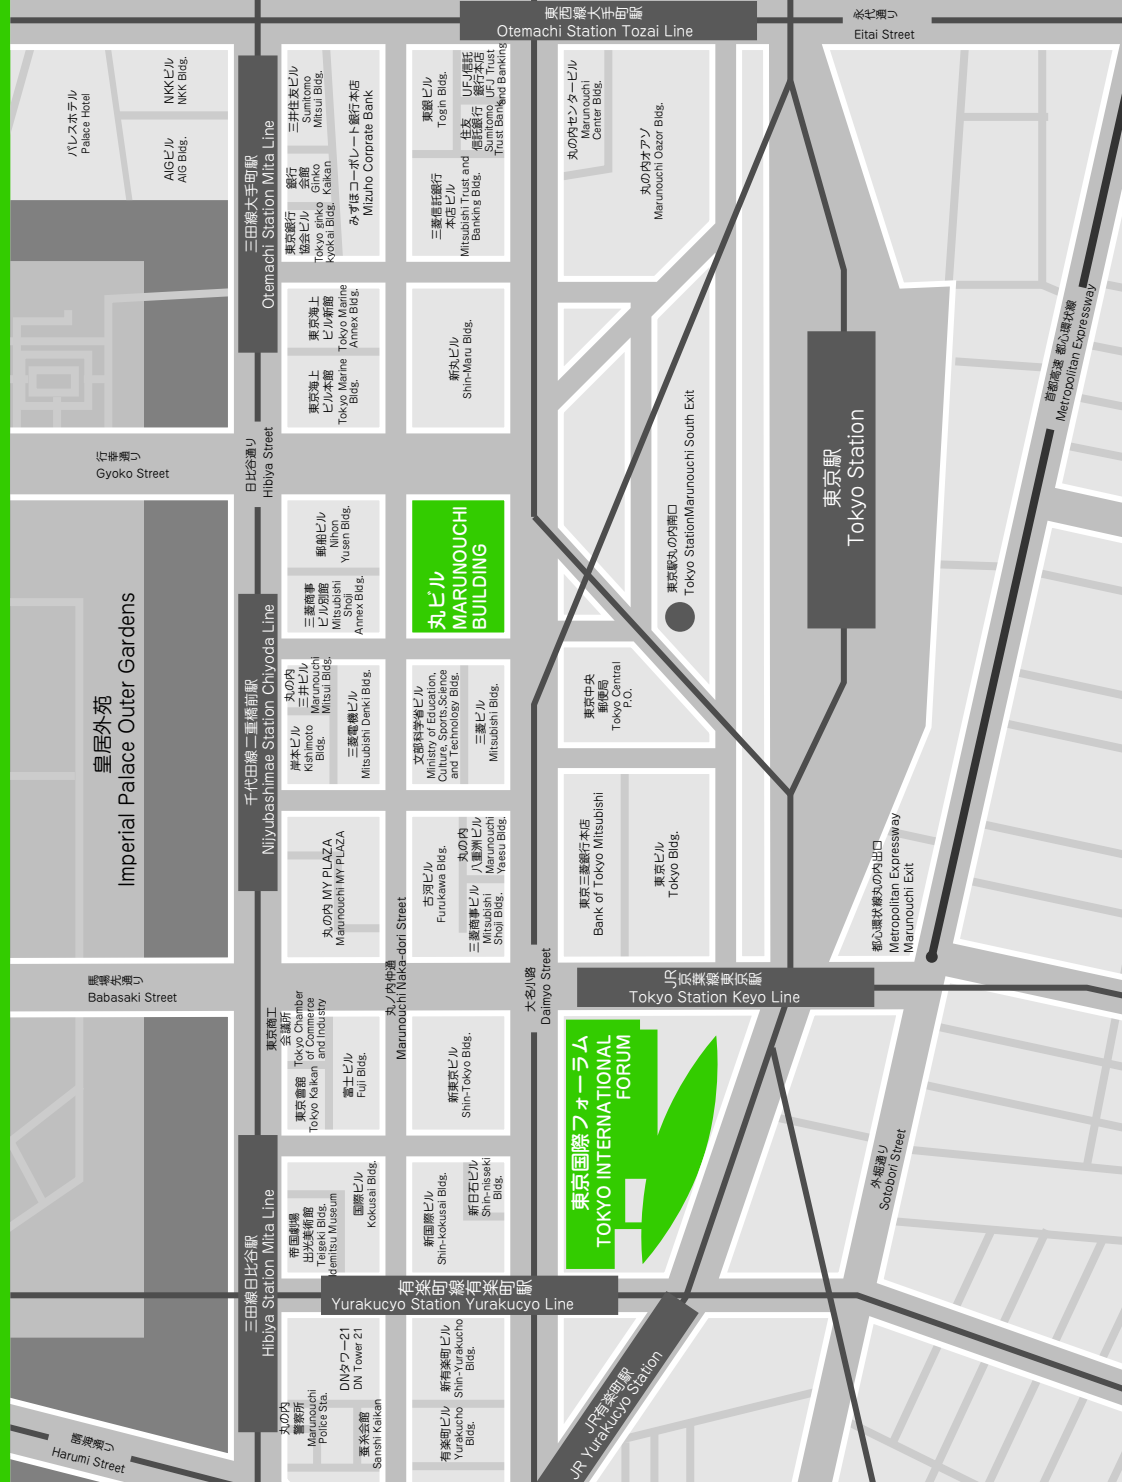 東西線大手町駅
Otemachi Station Tozai Line
永代通り
Eitai Street
パレスホテル
Palace Hotel
NKKビル
NKK Bldg.
AIGビル
AIG Bldg.
三田線大手町駅
Otemachi Station Mita Line
三井住友ビル
Sumitomo
Mitsui Bldg.
銀行
会館
Ginko
Kaikan
東京銀行
協会ビル
Tokyo ginko
kyokai Bldg.
みずほコーポレート銀行本店
Mizuho Corprate Bank
東銀ビル
Togin Bldg.
UFJ信託
銀行本店
UFJ Trust
and Banking
住友
信託銀行
Sumitomo
Trust Bank
三菱信託銀行
本店ビル
Mitsubishi Trust and
Banking Bldg.
丸の内センタービル
Marunouchi
Center Bldg.
丸の内オアゾ
Marunouchi Oazor Bldg.
東京海上
ビル新館
Tokyo Marine
Annex Bldg.
東京海上
ビル本館
Tokyo Marine
Bldg.
新丸ビル
Shin-Maru Bldg.
首都高速 都心環状線
Metropolitan Expressway
行幸通り
Gyoko Street
日比谷通り
Hibiya Street
東京駅
Tokyo Station
東京駅丸の内南口
Tokyo StationMarunouchi South Exit
郵船ビル
Nihon
Yusen Bldg.
三菱商事
ビル別館
Mitsubishi
Shoji
Annex Bldg.
丸ビル
MARUNOUCHI
BUILDING
皇居外苑
Imperial Palace Outer Gardens
千代田線二重橋前駅
Nijyubashimae Station Chiyoda Line
丸の内
三井ビル
Marunouchi
Mitsui Bldg.
岸本ビル
Kishimoto
Bldg.
三菱電機ビル
Mitsubishi Denki Bldg.
文部科学省ビル
Ministry of Education,
Culture, Sports,Science
and Technology Bldg.
三菱ビル
Mitsubishi Bldg.
東京中央
郵便局
Tokyo Central
P.O.
丸の内 MY PLAZA
Marunouchi MY PLAZA
古河ビル
Furukawa Bldg.
丸の内
八重洲ビル
Marunouchi
Yaesu Bldg.
三菱商事ビル
Mitsubishi
Shoji Bldg.
東京三菱銀行本店
Bank of Tokyo Mitsubishi
東京ビル
Tokyo Bldg.
都心環状線丸の内出口
Metropolitan Expressway
Marunouchi Exit
馬場先通り
Babasaki Street
丸ノ内仲通
Marunouchi Naka-dori Street
大名小路
Daimyo Street
JR京葉線東京駅
Tokyo Station Keyo Line
東京商工
会議所
Tokyo Chamber
of Commerce
and Industry
東京會館
Tokyo Kaikan
富士ビル
Fuji Bldg.
新東京ビル
Shin-Tokyo Bldg.
東京国際フォーラム
TOKYO INTERNATIONAL
FORUM
三田線日比谷駅
Hibiya Station Mita Line
帝国劇場
出光美術館
Teigeki Bldg.
Idemitsu Museum
国際ビル
Kokusai Bldg.
新国際ビル
Shin-kokusai Bldg.
新日石ビル
Shin-nisseki
Bldg.
外堀通り
Sotobori Street
有楽町線有楽町駅
Yurakucyo Station Yurakucyo Line
DNタワー21
DN Tower 21
丸の内
警察所
Marunouchi
Police Sta.
蚕糸会館
Sanshi Kaikan
新有楽町ビル
Shin-Yurakucho
Bldg.
有楽町ビル
Yurakucho
Bldg.
JR有楽町駅
JR Yurakucyo Station
晴海通り
Harumi Street